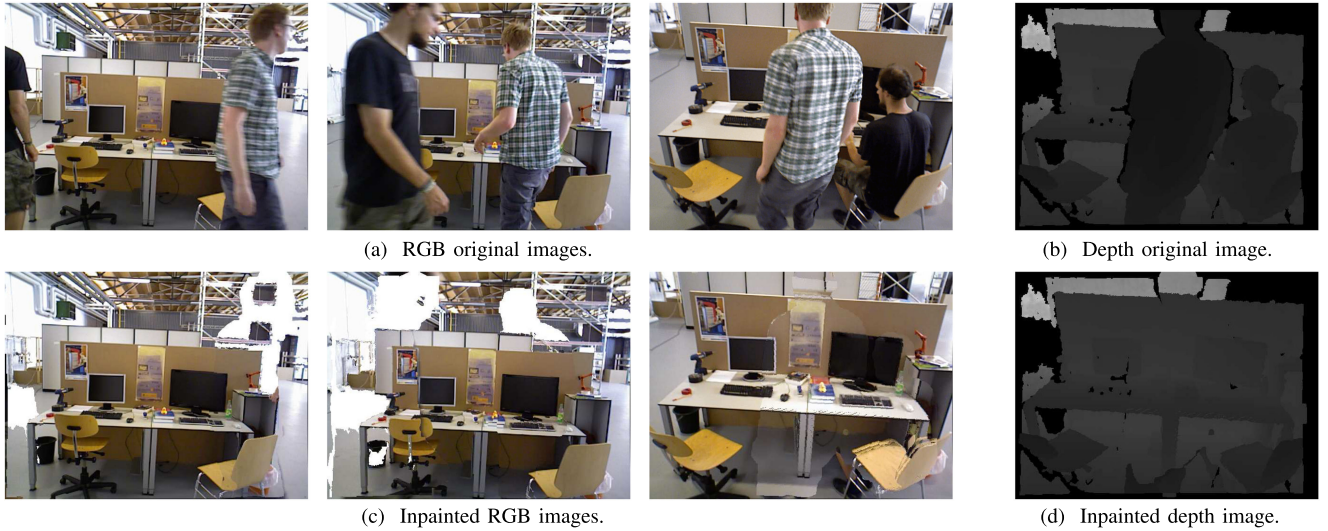 (a) RGB original images.
(b) Depth original image.
(c) Inpainted RGB images.
(d) Inpainted depth image.